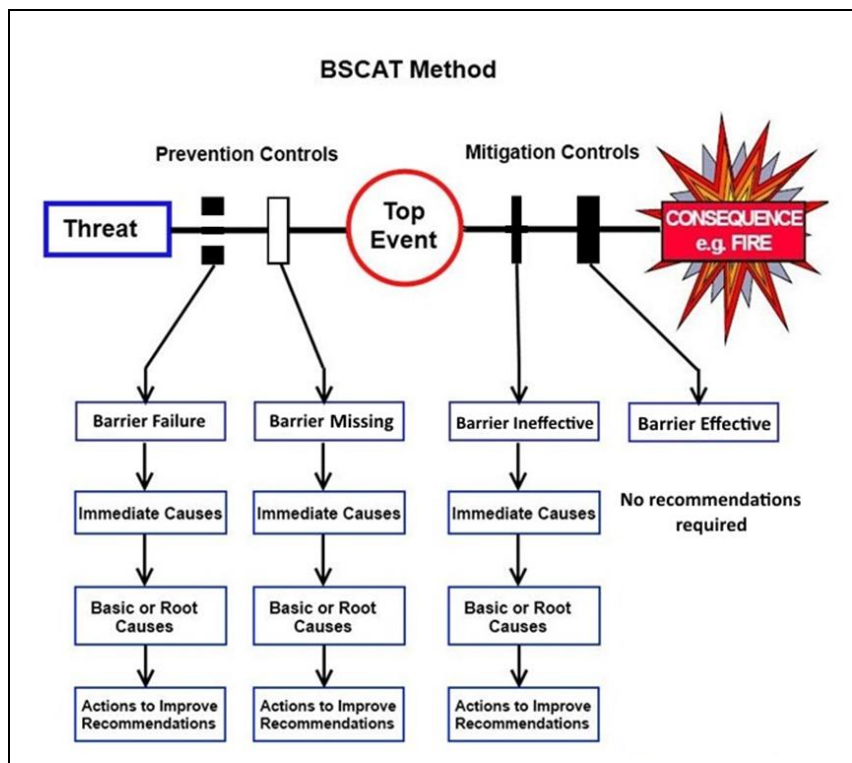 BSCAT Method
Prevention Controls
Mitigation Controls
Threat
Top
Event
CONSEQUENCE
e.g. FIRE
Barrier Failure
Barrier Missing
Barrier Ineffective
Barrier Effective
Immediate Causes
Immediate Causes
Immediate Causes
No recommendations
required
Basic or Root
Causes
Basic or Root
Causes
Basic or Root
Causes
Actions to Improve
Recommendations
Actions to Improve
Recommendations
Actions to Improve
Recommendations